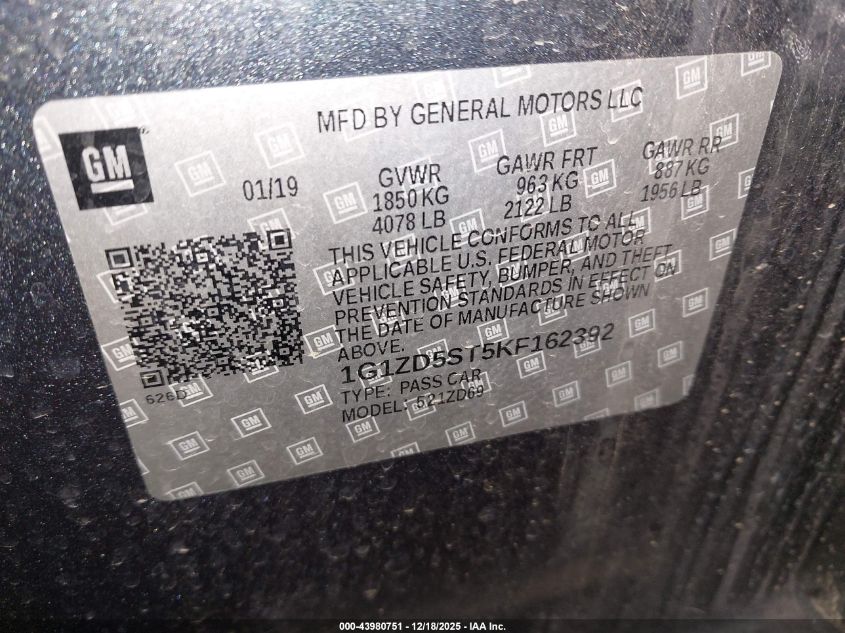 MFD BY GENERAL MOTORS LLC
GM
01/19
GVWR
1850 KG
4078 LB
GAWR FRT
963 KG
2122 LB
GAWR RR
887 KG
1956 LB
THIS VEHICLE CONFORMS TO ALL
APPLICABLE U.S. FEDERAL MOTOR
VEHICLE SAFETY, BUMPER, AND THEFT
PREVENTION STANDARDS IN EFFECT ON
THE DATE OF MANUFACTURE SHOWN
ABOVE.
1G1ZD5ST5KF162392
TYPE: PASS CAR
MODEL: 521ZD69
626D
000-43980751 — 12/18/2025 — IAA Inc.